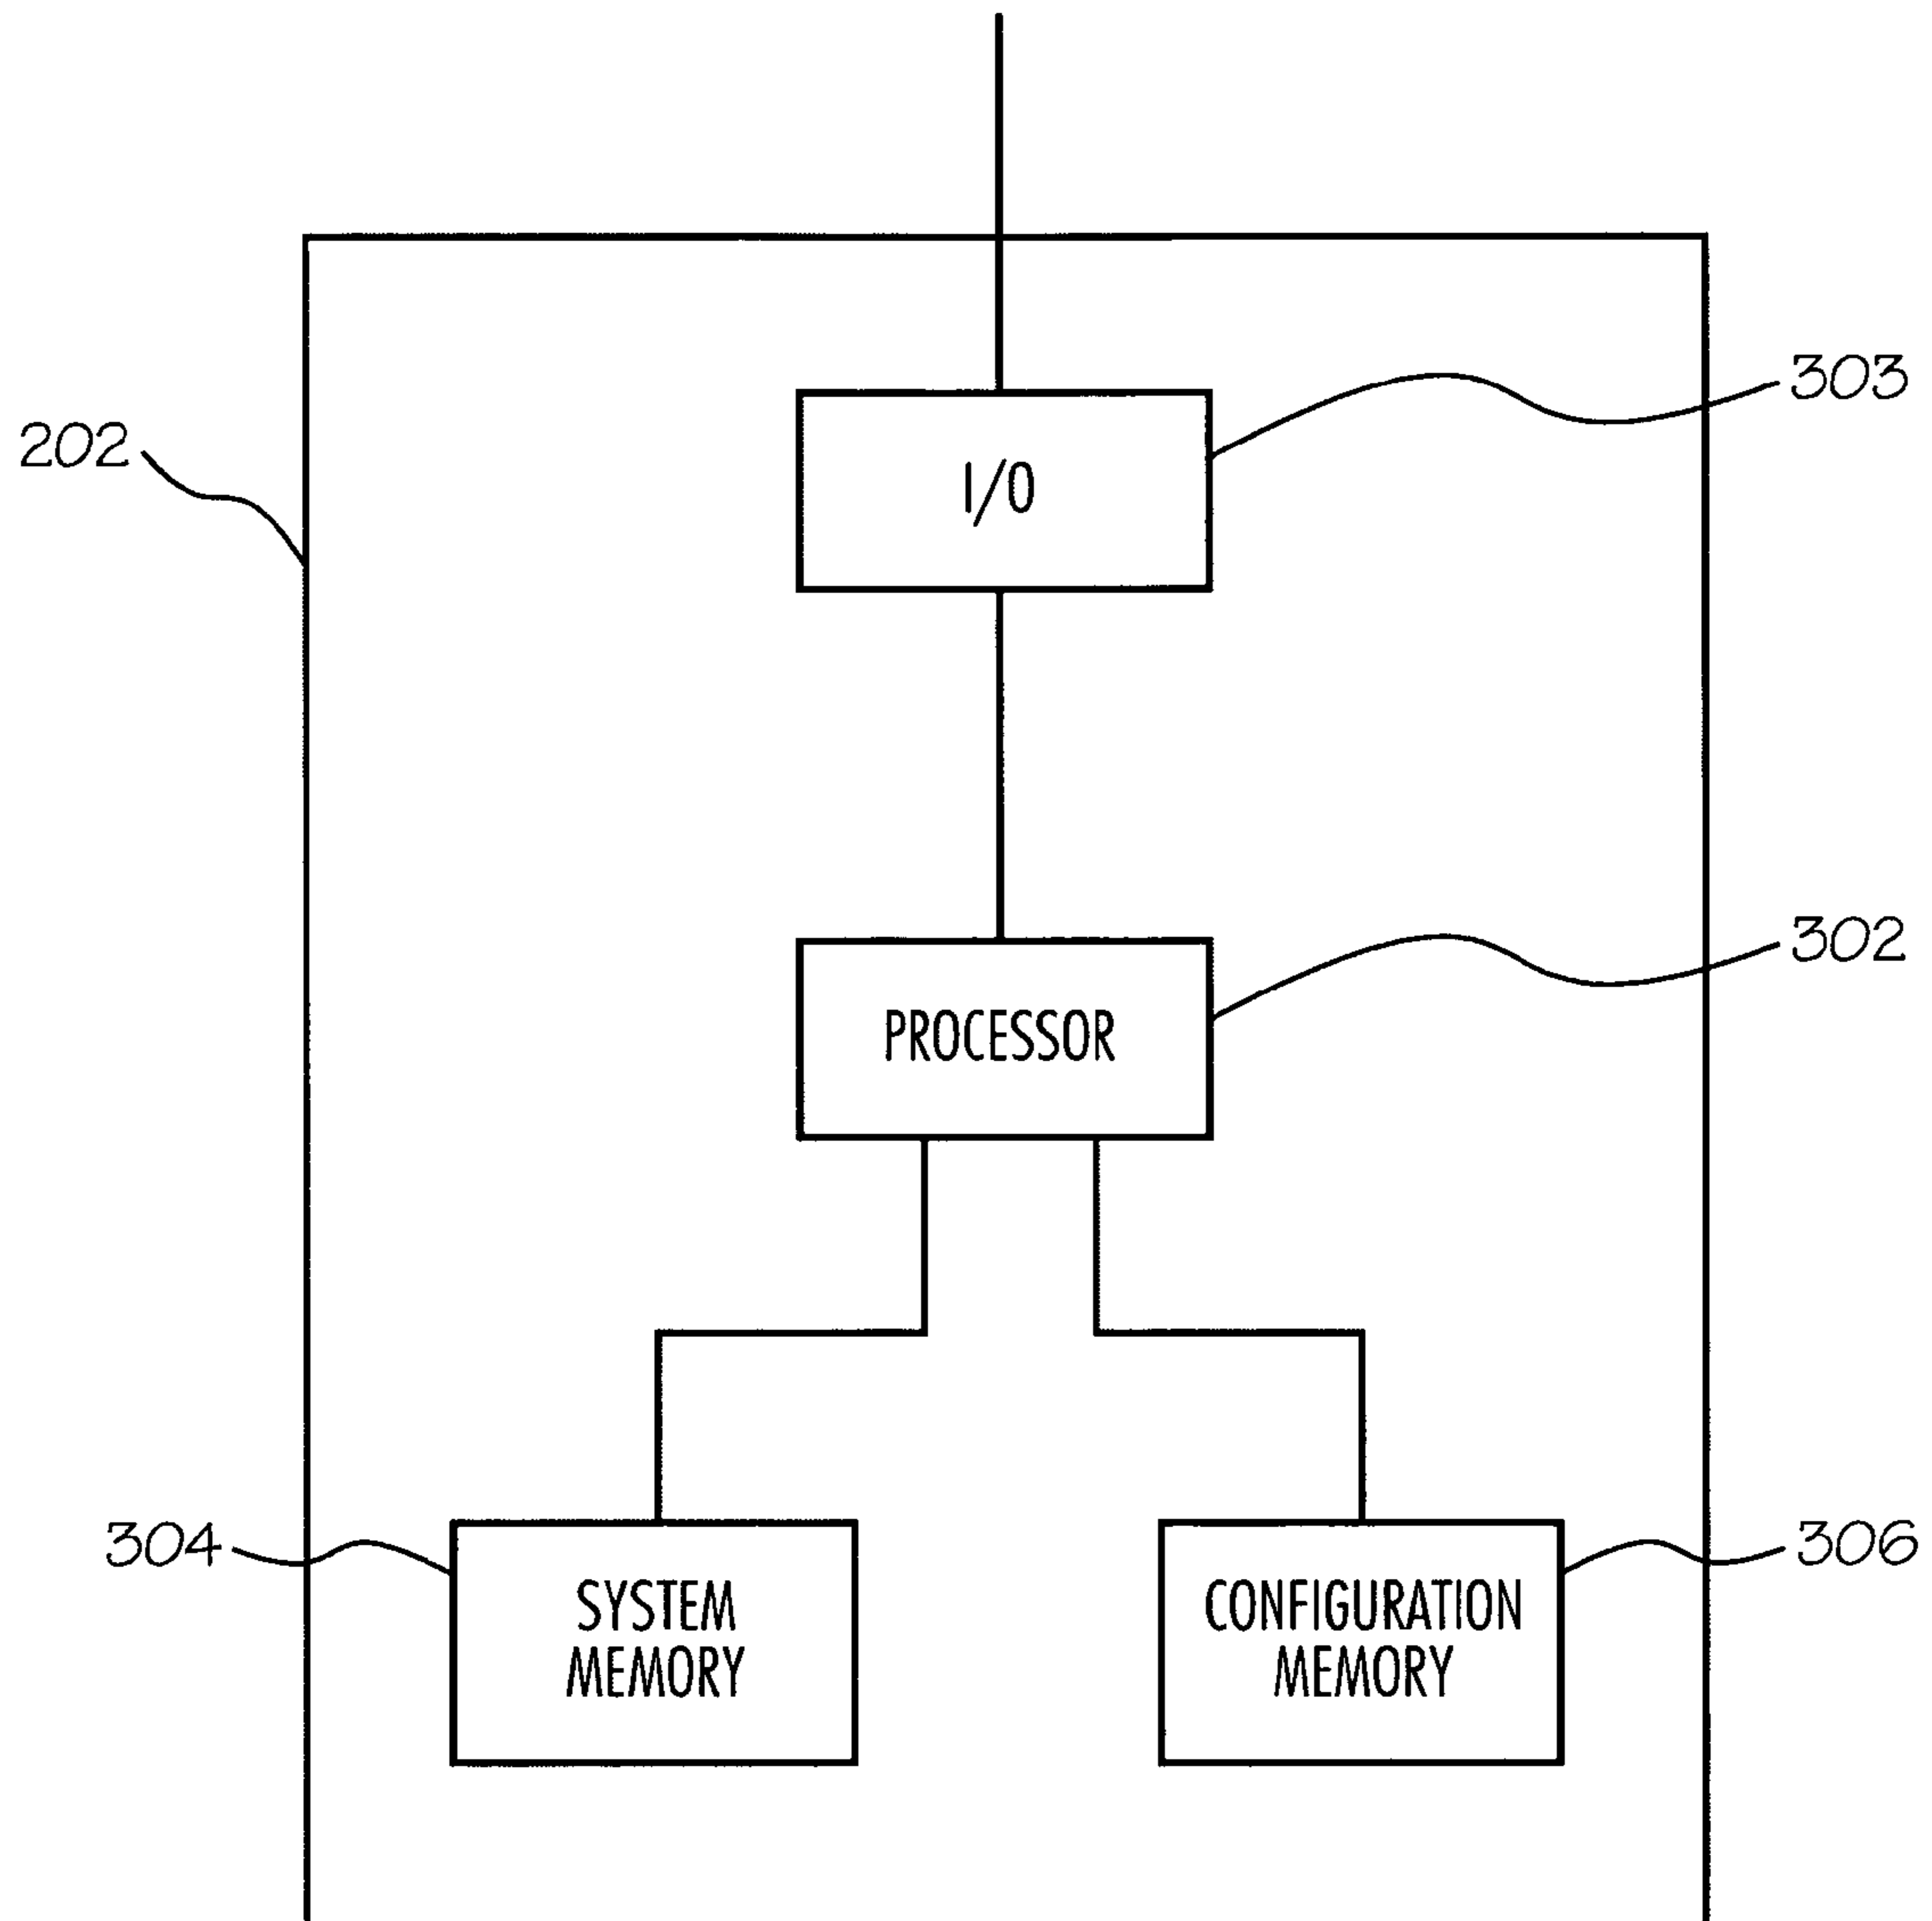 303
202
I/O
302
PROCESSOR
304
306
SYSTEM
MEMORY
CONFIGURATION
MEMORY